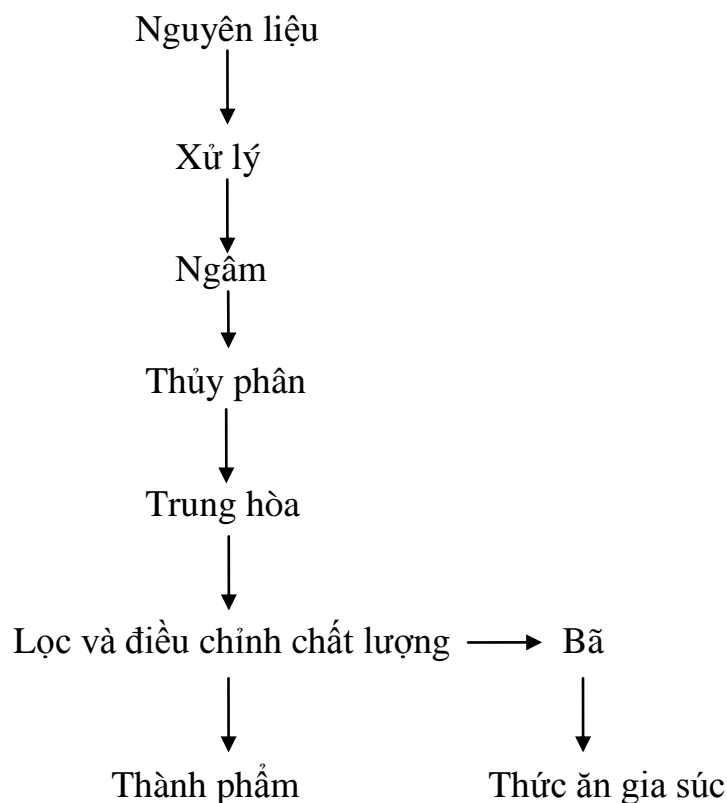 Nguyên liệu
Xử lý
Ngâm
Thủy phân
Trung hòa
Lọc và điều chỉnh chất lượng
Bã
Thành phẩm
Thức ăn gia súc